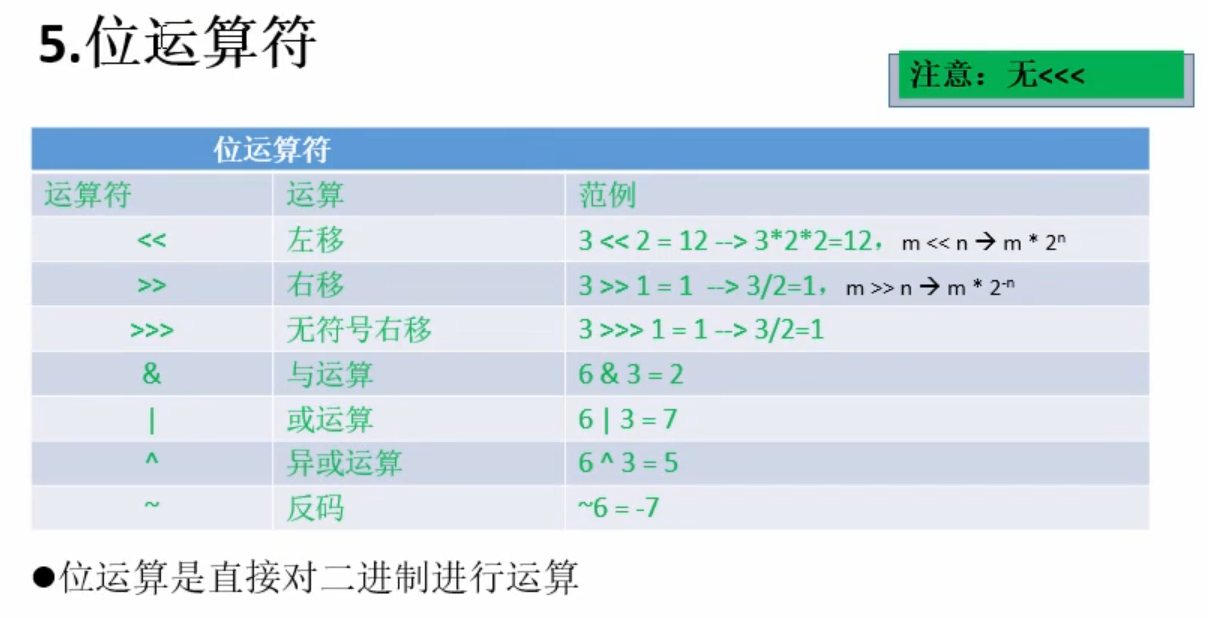 5.位运算符
注意：无<<<
位运算符
运算符 运算 范例
<< 左移 3 << 2 = 12 --> 3*2*2=12， m << n → m * 2ⁿ
>> 右移 3 >> 1 = 1 --> 3/2=1， m >> n → m * 2⁻ⁿ
>>> 无符号右移 3 >>> 1 = 1 --> 3/2=1
& 与运算 6 & 3 = 2
| 或运算 6 | 3 = 7
^ 异或运算 6 ^ 3 = 5
~ 反码 ~6 = -7
●位运算是直接对二进制进行运算